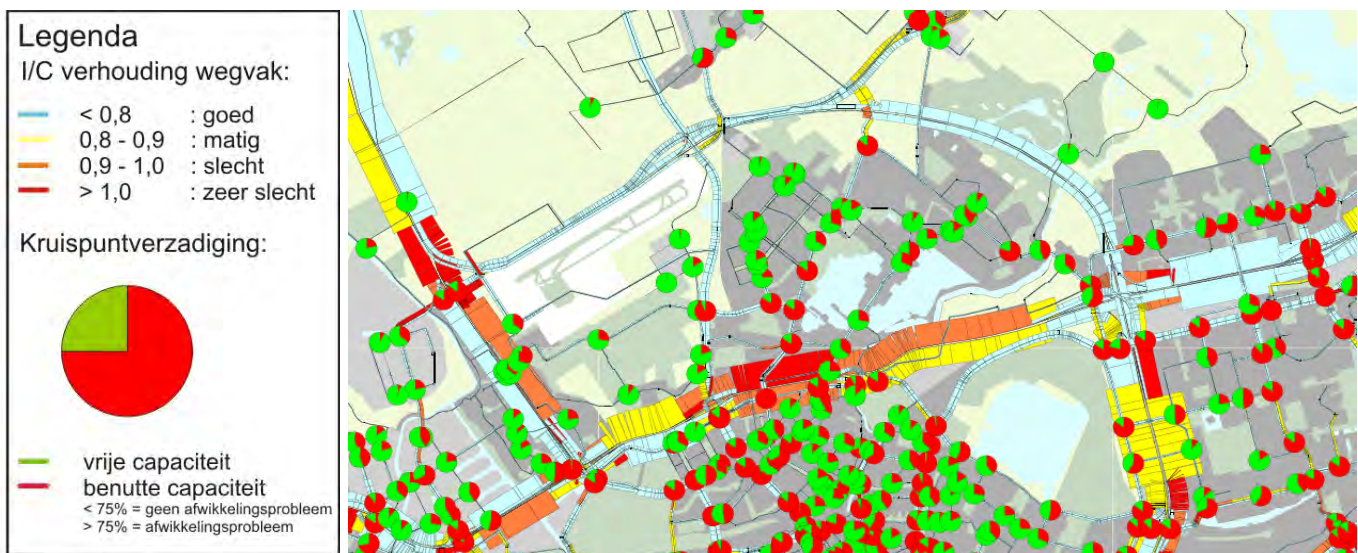 Legenda
I/C verhouding wegvak:
< 0,8 : goed
0,8 - 0,9 : matig
0,9 - 1,0 : slecht
> 1,0 : zeer slecht
Kruispuntverzadiging:
vrije capaciteit
benutte capaciteit
< 75% = geen afwikkelingsprobleem
> 75% = afwikkelingsprobleem